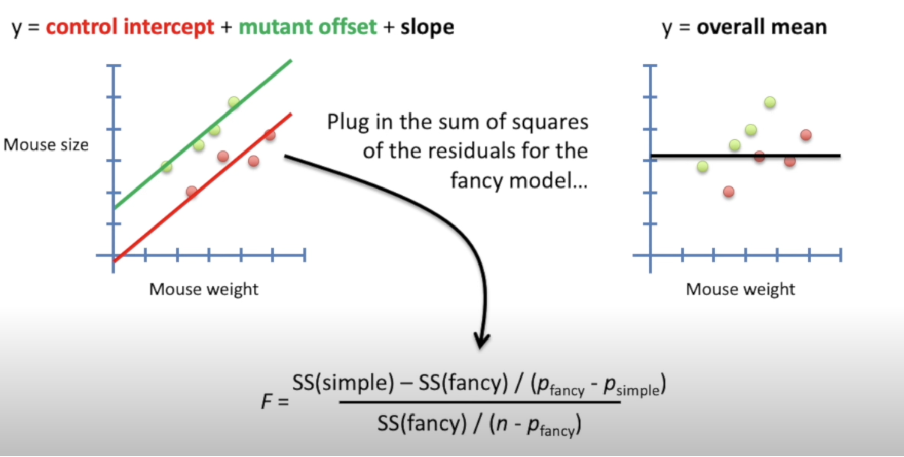 y = control intercept + mutant offset + slope
y = overall mean
Mouse size
Plug in the sum of squares
of the residuals for the
fancy model...
Mouse weight
Mouse weight
F = SS(simple) – SS(fancy) / (pfancy - psimple)
SS(fancy) / (n - pfancy)